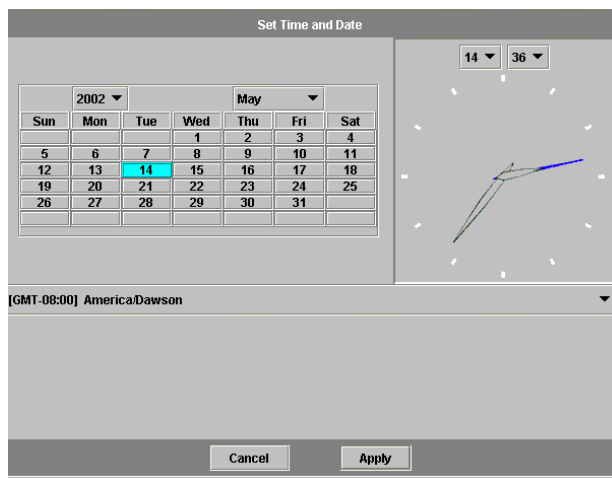 Set Time and Date
14 36
2002 May
Sun Mon Tue Wed Thu Fri Sat
1 2 3 4
5 6 7 8 9 10 11
12 13 14 15 16 17 18
19 20 21 22 23 24 25
26 27 28 29 30 31
[GMT-08:00] America/Dawson
Cancel Apply